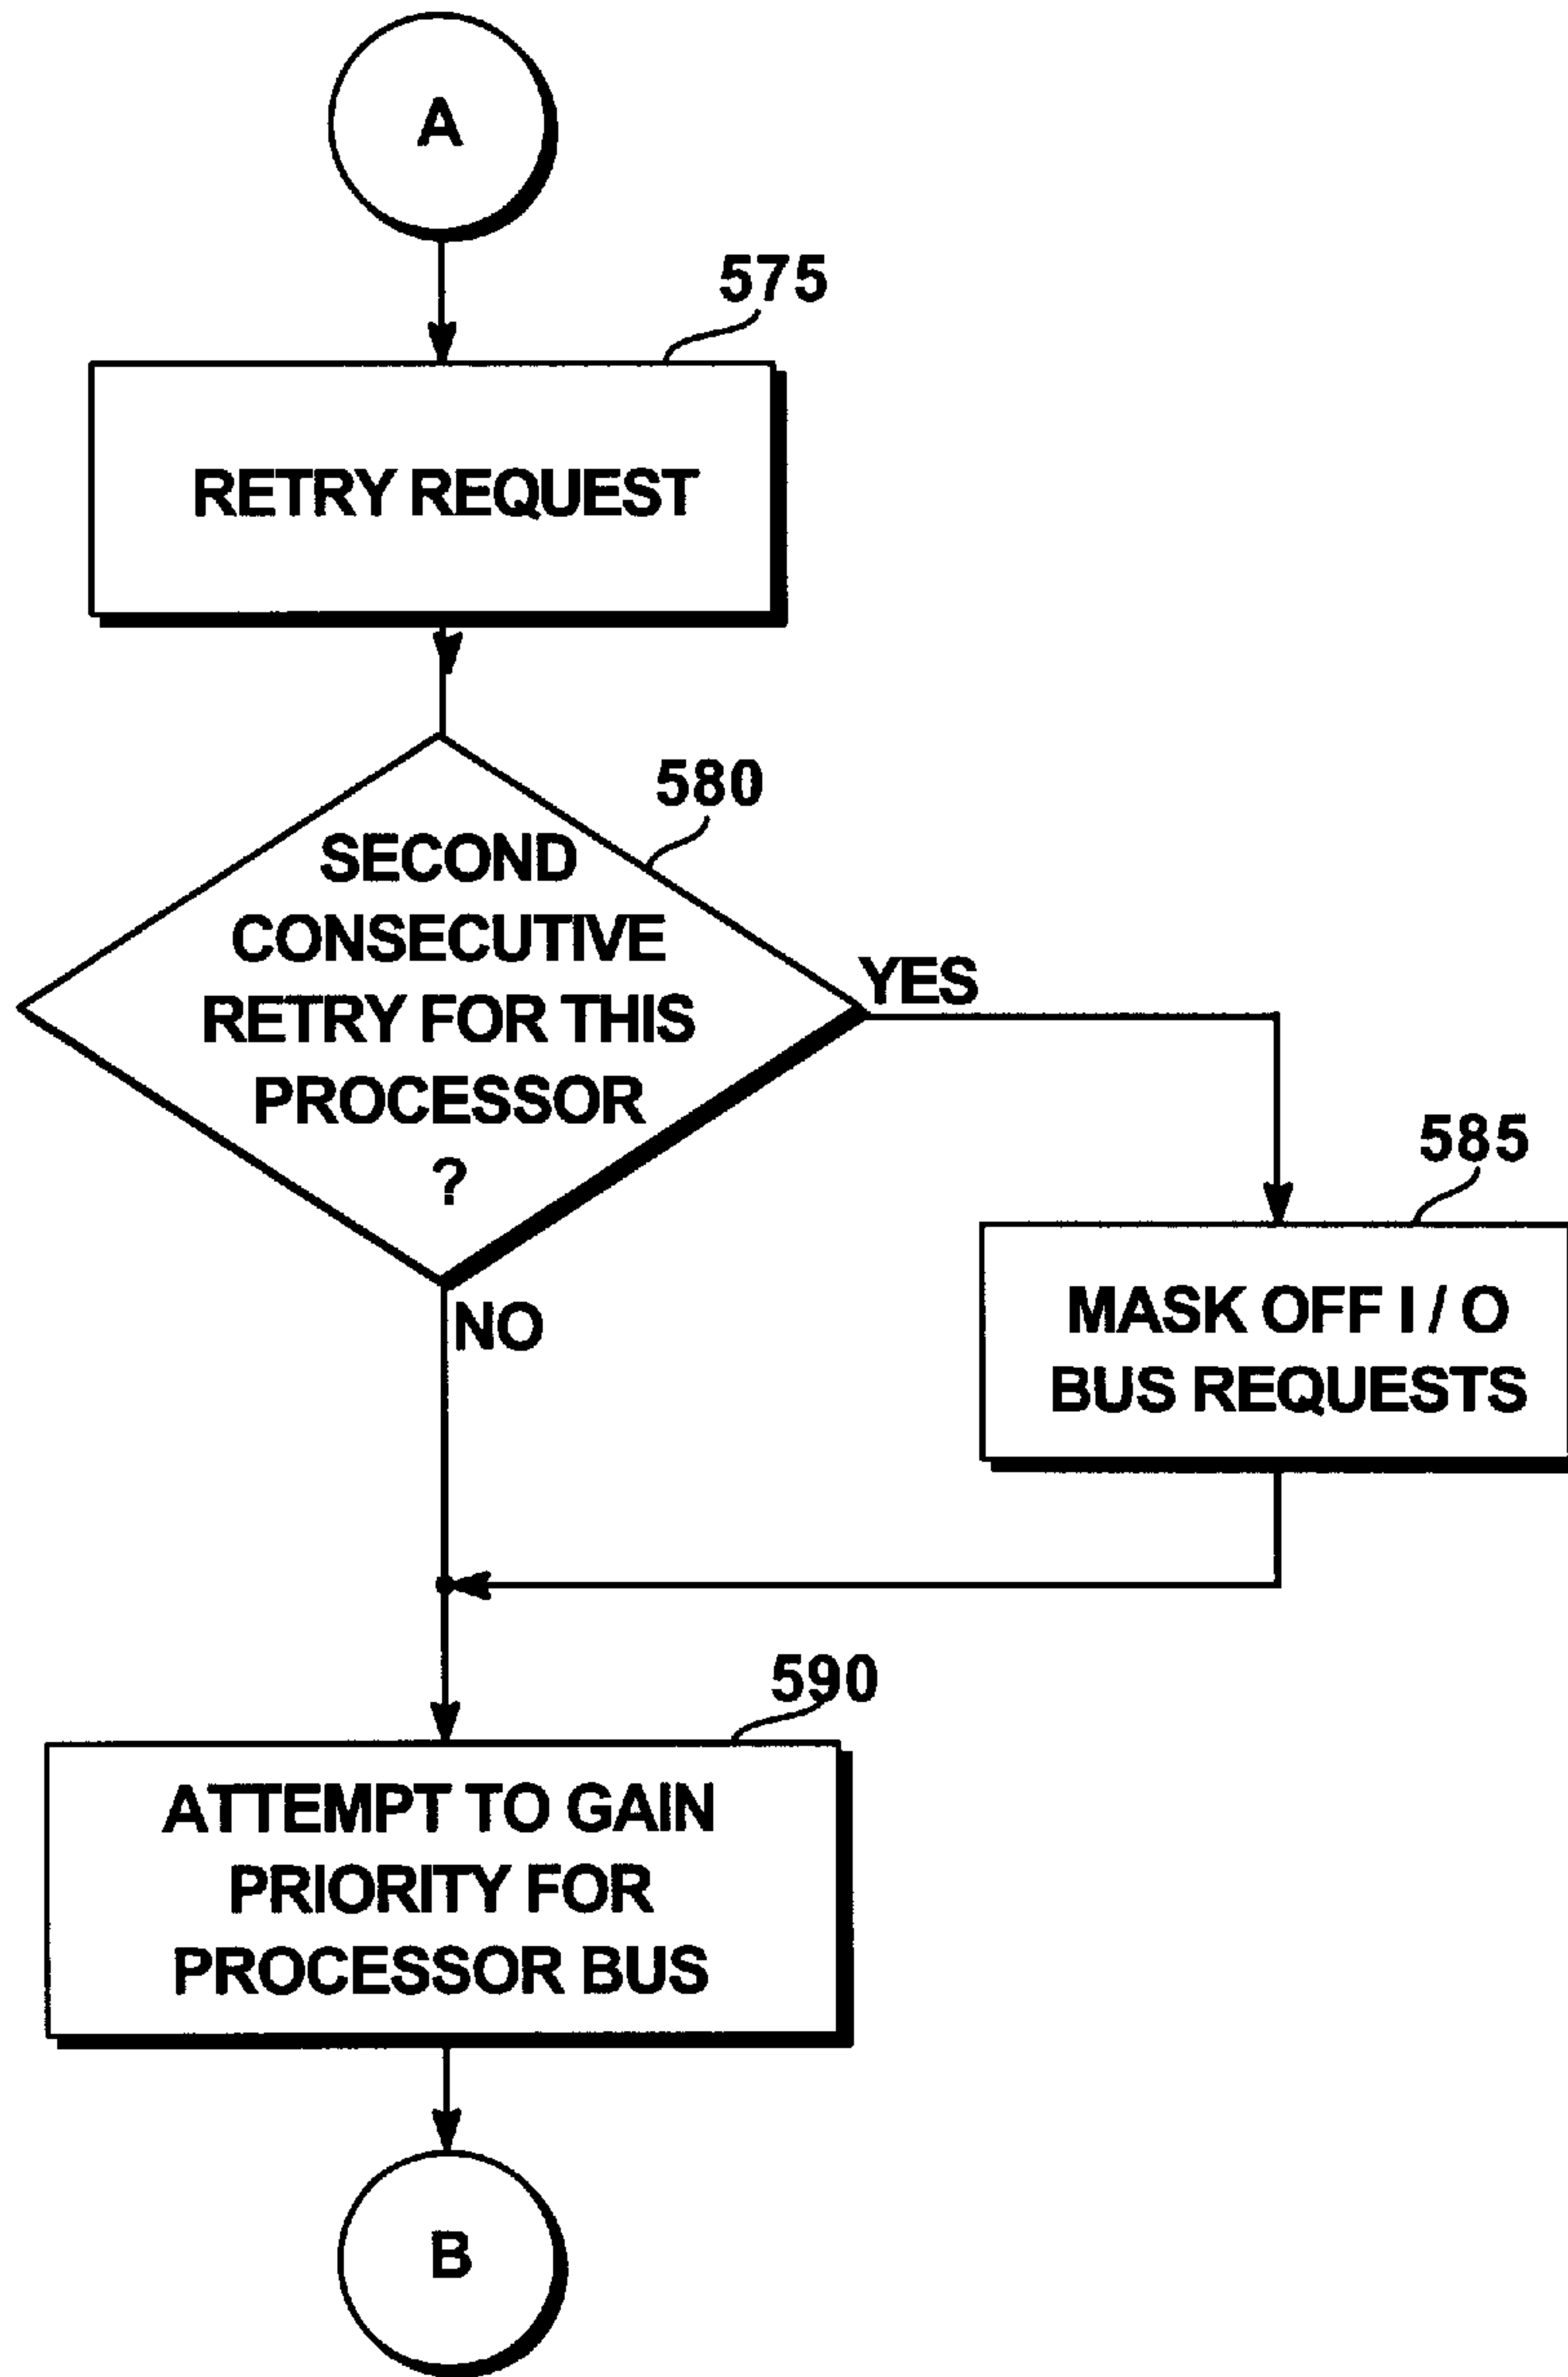 A
575
RETRY REQUEST
580
SECOND
CONSECUTIVE
RETRY FOR THIS
PROCESSOR
?
YES
NO
585
MASK OFF I / O
BUS REQUESTS
590
ATTEMPT TO GAIN
PRIORITY FOR
PROCESSOR BUS
B